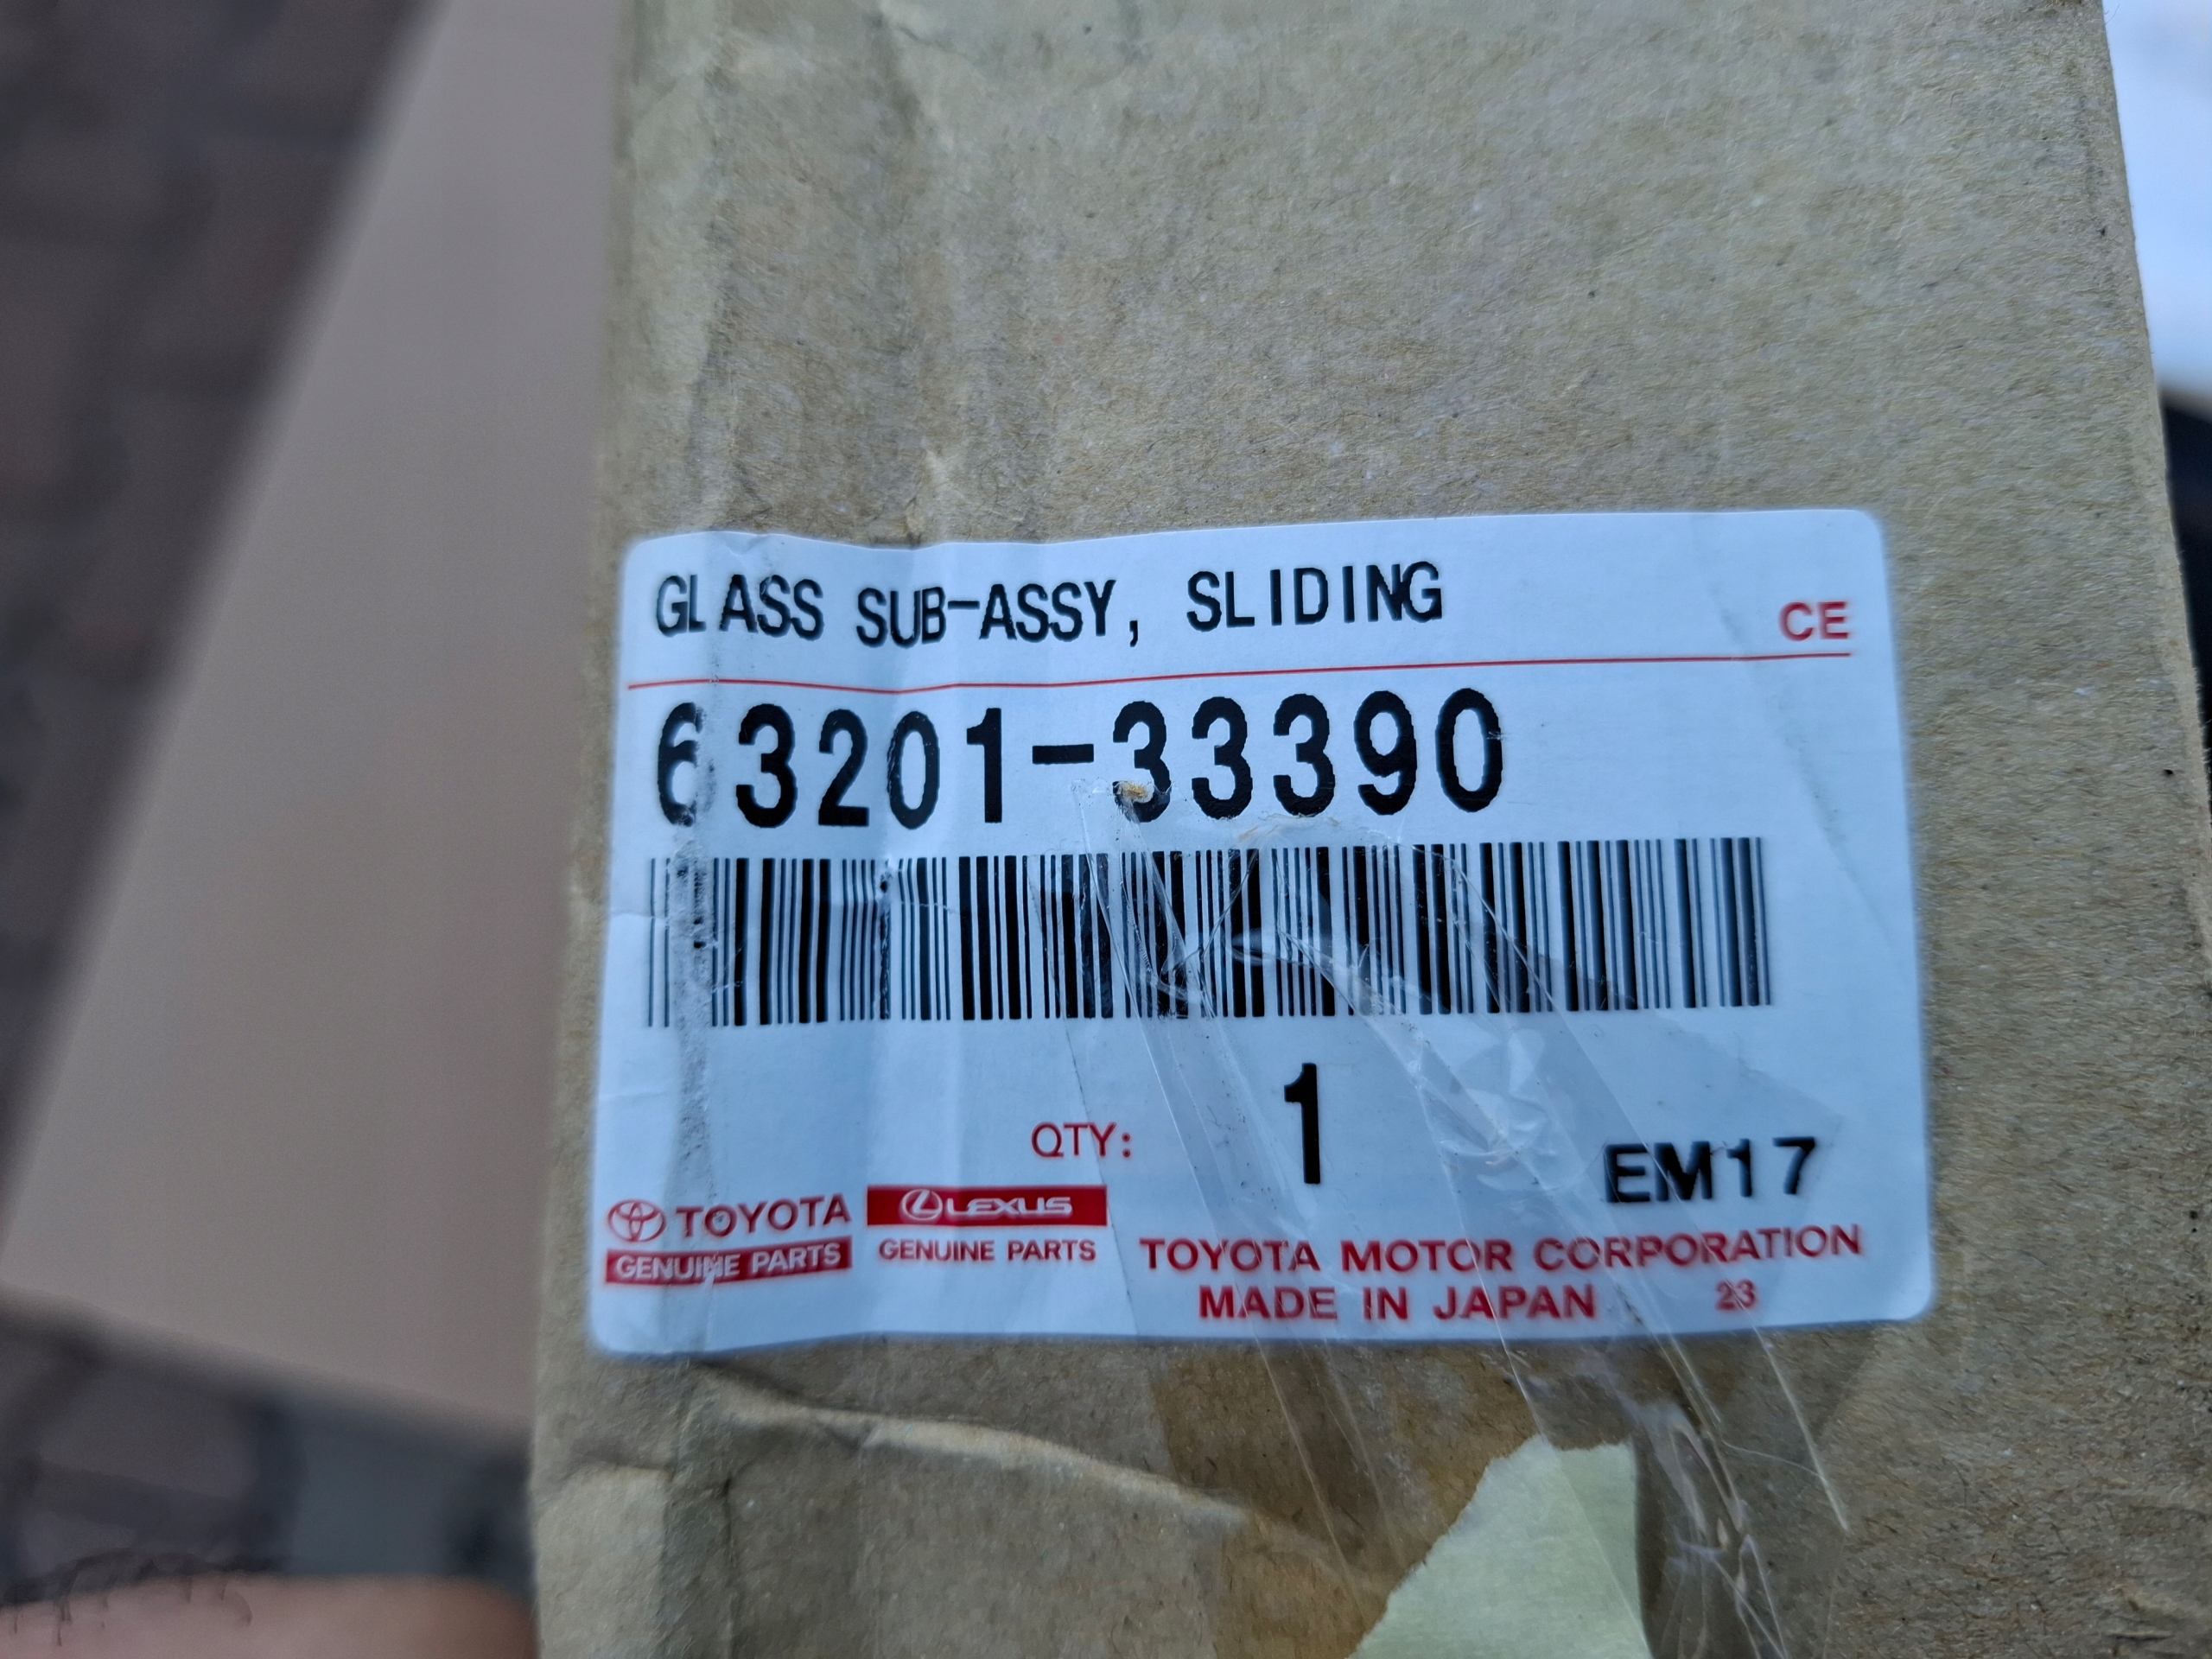 GLASS SUB-ASSY, SLIDING
CE
63201-33390
QTY: 1
EM17
TOYOTA
GENUINE PARTS
LEXUS
GENUINE PARTS
TOYOTA MOTOR CORPORATION
MADE IN JAPAN 23